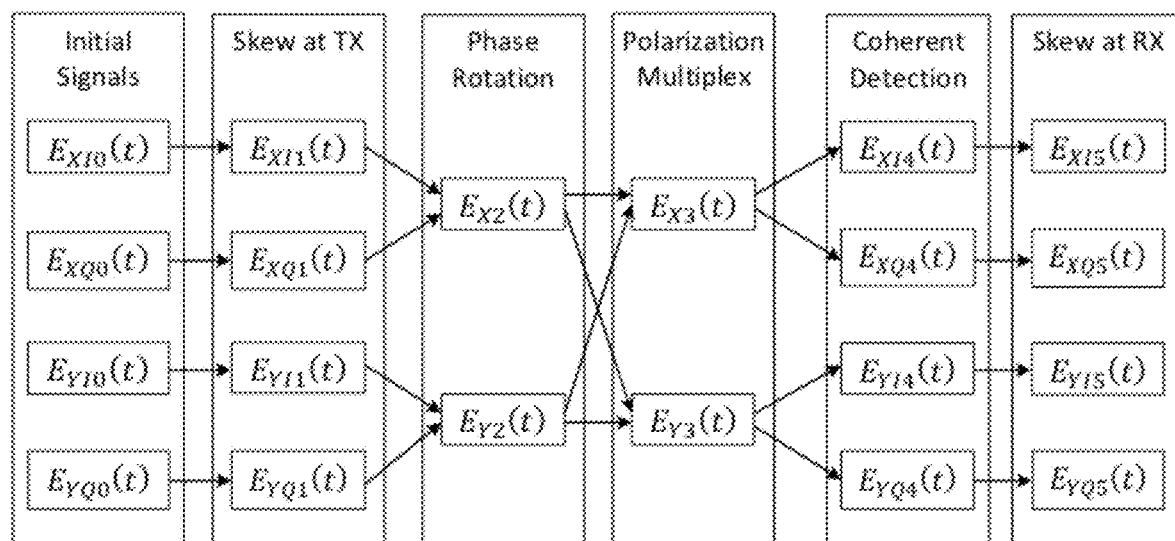 Initial Signals
Skew at TX
Phase Rotation
Polarization Multiplex
Coherent Detection
Skew at RX
E_{XI0}(t)
E_{XI1}(t)
E_{XI4}(t)
E_{XI5}(t)
E_{X2}(t)
E_{X3}(t)
E_{XQ0}(t)
E_{XQ1}(t)
E_{XQ4}(t)
E_{XQ5}(t)
E_{YI0}(t)
E_{YI1}(t)
E_{YI4}(t)
E_{YI5}(t)
E_{Y2}(t)
E_{Y3}(t)
E_{YQ0}(t)
E_{YQ1}(t)
E_{YQ4}(t)
E_{YQ5}(t)